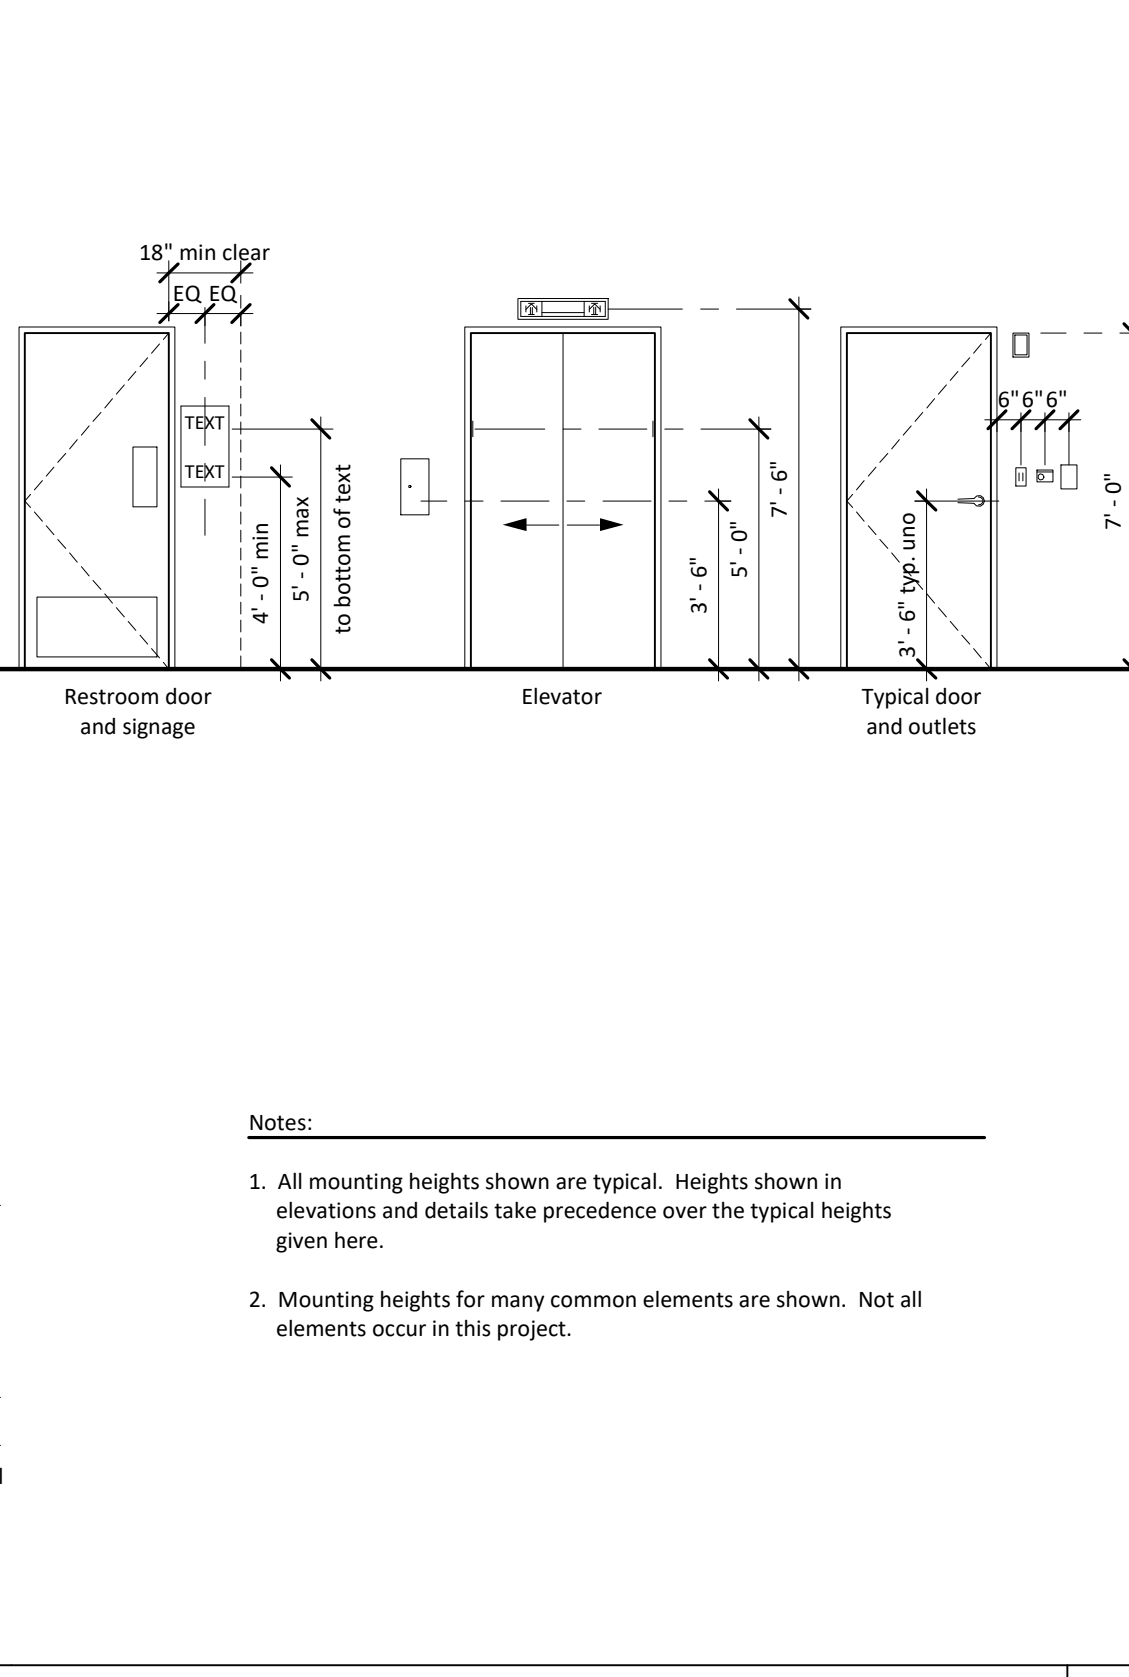 18" min clear
EQ EQ
TEXT
TEXT
4' - 0" min
5' - 0" max
to bottom of text
Restroom door
and signage
3' - 6"
5' - 0"
7' - 6"
Elevator
6" 6" 6"
3' - 6" typ. uno
7' - 0"
Typical door
and outlets
Notes:
1. All mounting heights shown are typical. Heights shown in
elevations and details take precedence over the typical heights
given here.
2. Mounting heights for many common elements are shown. Not all
elements occur in this project.